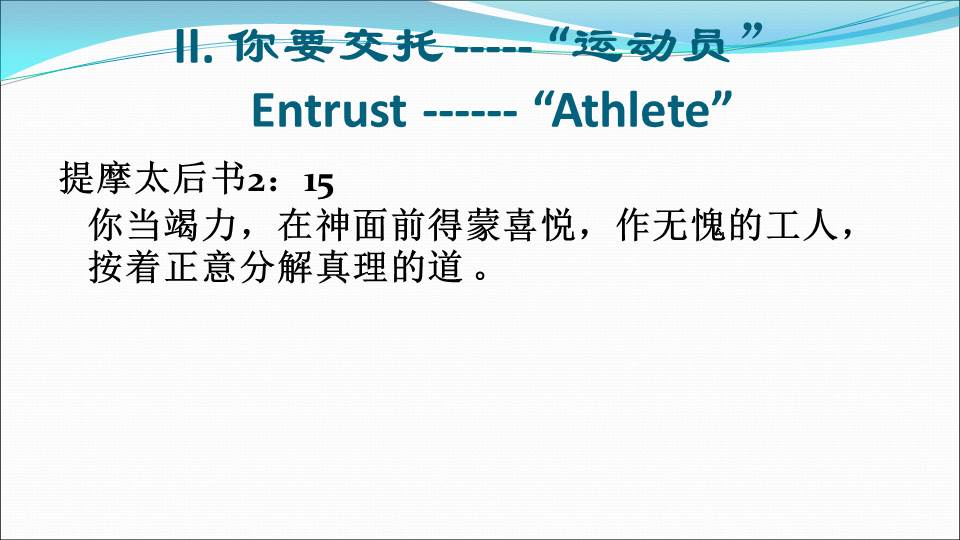 II. 你要交托 ----- “运动员”
Entrust ------ “Athlete”
提摩太后书2：15
你当竭力，在神面前得蒙喜悦，作无愧的工人，
按着正意分解真理的道 。